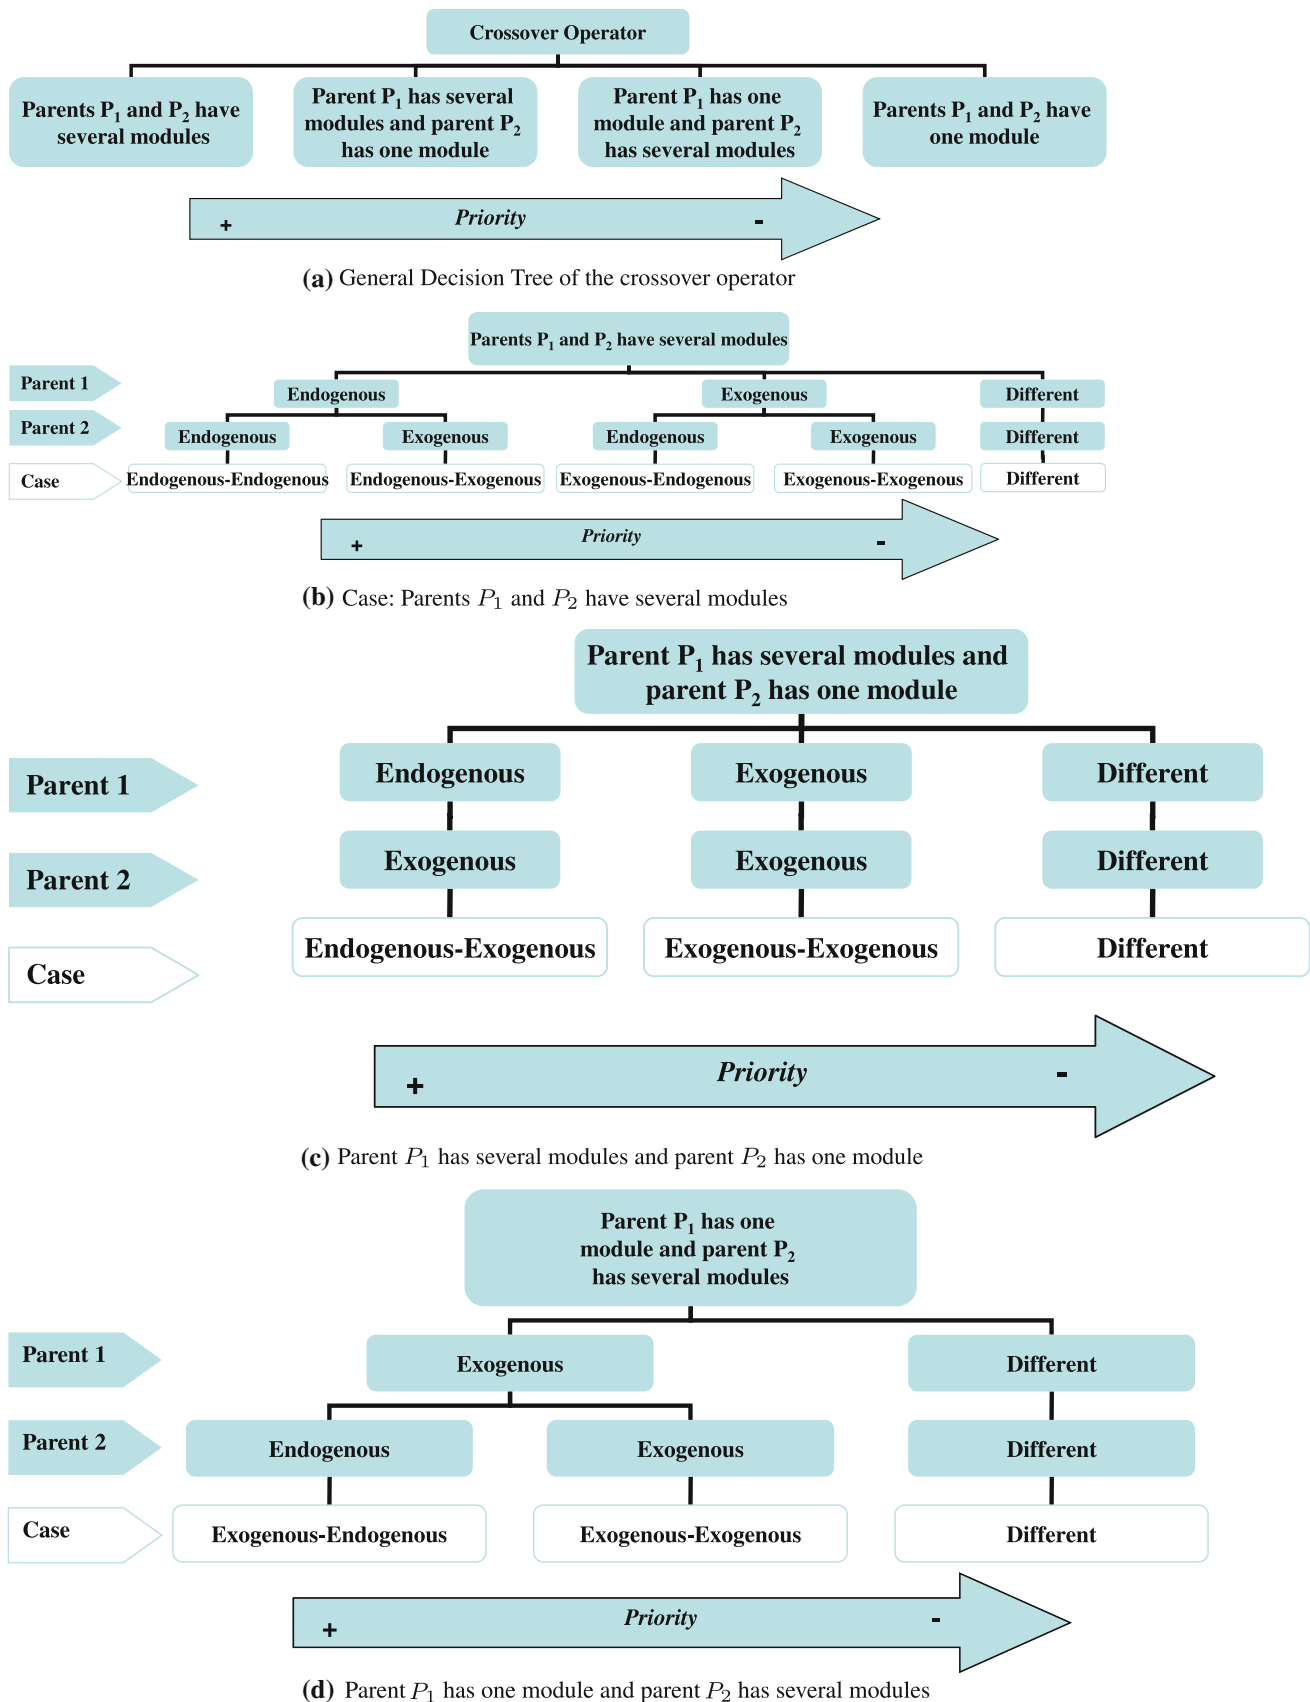 Crossover Operator
Parents P1 and P2 have
several modules
Parent P1 has several
modules and parent P2
has one module
Parent P1 has one
module and parent P2
has several modules
Parents P1 and P2 have
one module
Priority
+ -
(a) General Decision Tree of the crossover operator
Parents P1 and P2 have several modules
Parent 1
Endogenous Exogenous Different
Parent 2
Endogenous Exogenous Endogenous Exogenous Different
Case
Endogenous-Endogenous Endogenous-Exogenous Exogenous-Endogenous Exogenous-Exogenous Different
Priority
+ -
(b) Case: Parents P1 and P2 have several modules
Parent P1 has several modules and
parent P2 has one module
Parent 1
Endogenous Exogenous Different
Parent 2
Exogenous Exogenous Different
Case
Endogenous-Exogenous Exogenous-Exogenous Different
Priority
+ -
(c) Parent P1 has several modules and parent P2 has one module
Parent P1 has one
module and parent P2
has several modules
Parent 1
Exogenous Different
Parent 2
Endogenous Exogenous Different
Case
Exogenous-Endogenous Exogenous-Exogenous Different
Priority
+ -
(d) Parent P1 has one module and parent P2 has several modules